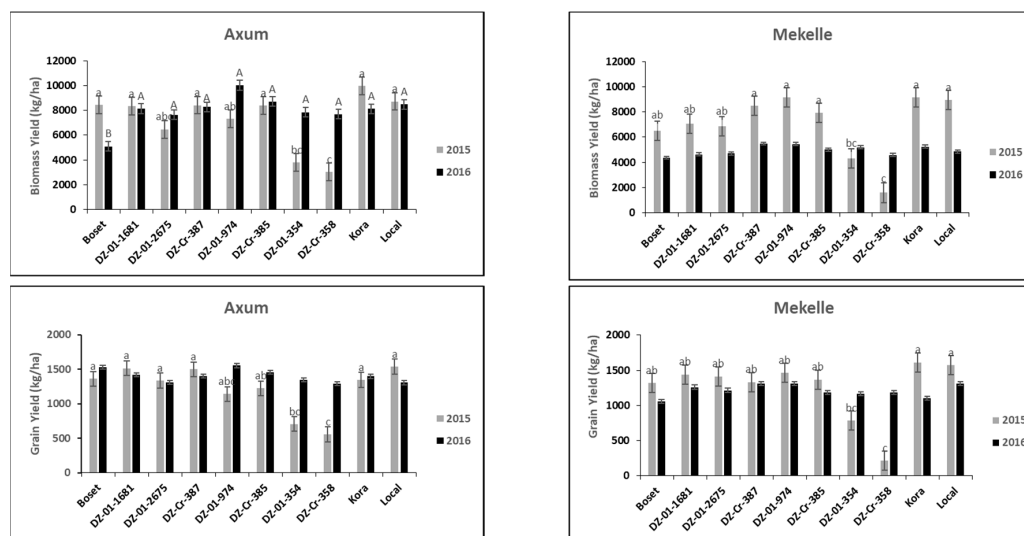 Axum
Biomass Yield (kg/ha)
12000
10000
8000
6000
4000
2000
0
a a abc a ab a bc c a a
B A A A A A A A A A
Boset DZ-01-1681 DZ-01-2675 DZ-Cr-387 DZ-01-974 DZ-Cr-385 DZ-01-354 DZ-Cr-358 Kora Local
2015
2016
Mekelle
Biomass Yield (kg/ha)
12000
10000
8000
6000
4000
2000
0
ab ab ab a a a bc c a a
Boset DZ-01-1681 DZ-01-2675 DZ-Cr-387 DZ-01-974 DZ-Cr-385 DZ-01-354 DZ-Cr-358 Kora Local
2015
2016
Axum
Grain Yield (kg/ha)
2000
1500
1000
500
0
a a a a abc ab bc c a a
Boset DZ-01-1681 DZ-01-2675 DZ-Cr-387 DZ-01-974 DZ-Cr-385 DZ-01-354 DZ-Cr-358 Kora Local
2015
2016
Mekelle
Grain Yield (kg/ha)
2000
1500
1000
500
0
ab ab ab ab ab ab bc c a a
Boset DZ-01-1681 DZ-01-2675 DZ-Cr-387 DZ-01-974 DZ-Cr-385 DZ-01-354 DZ-Cr-358 Kora Local
2015
2016